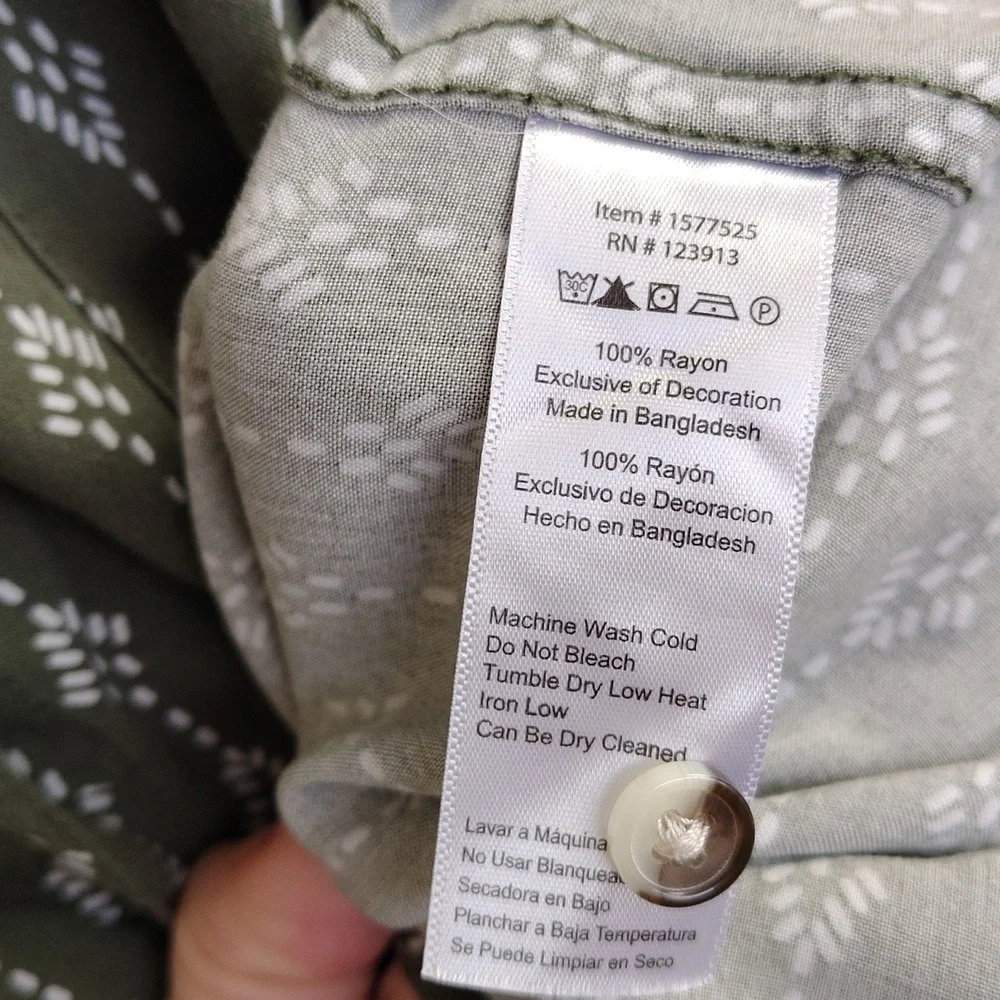 Item # 1577525
RN # 123913
30C P
100% Rayon
Exclusive of Decoration
Made in Bangladesh
100% Rayón
Exclusivo de Decoracion
Hecho en Bangladesh
Machine Wash Cold
Do Not Bleach
Tumble Dry Low Heat
Iron Low
Can Be Dry Cleaned
Lavar a Máquina
No Usar
Secadora en Bajo
Planchar a Baja Temperatura
Se Puede Limpiar en Seco